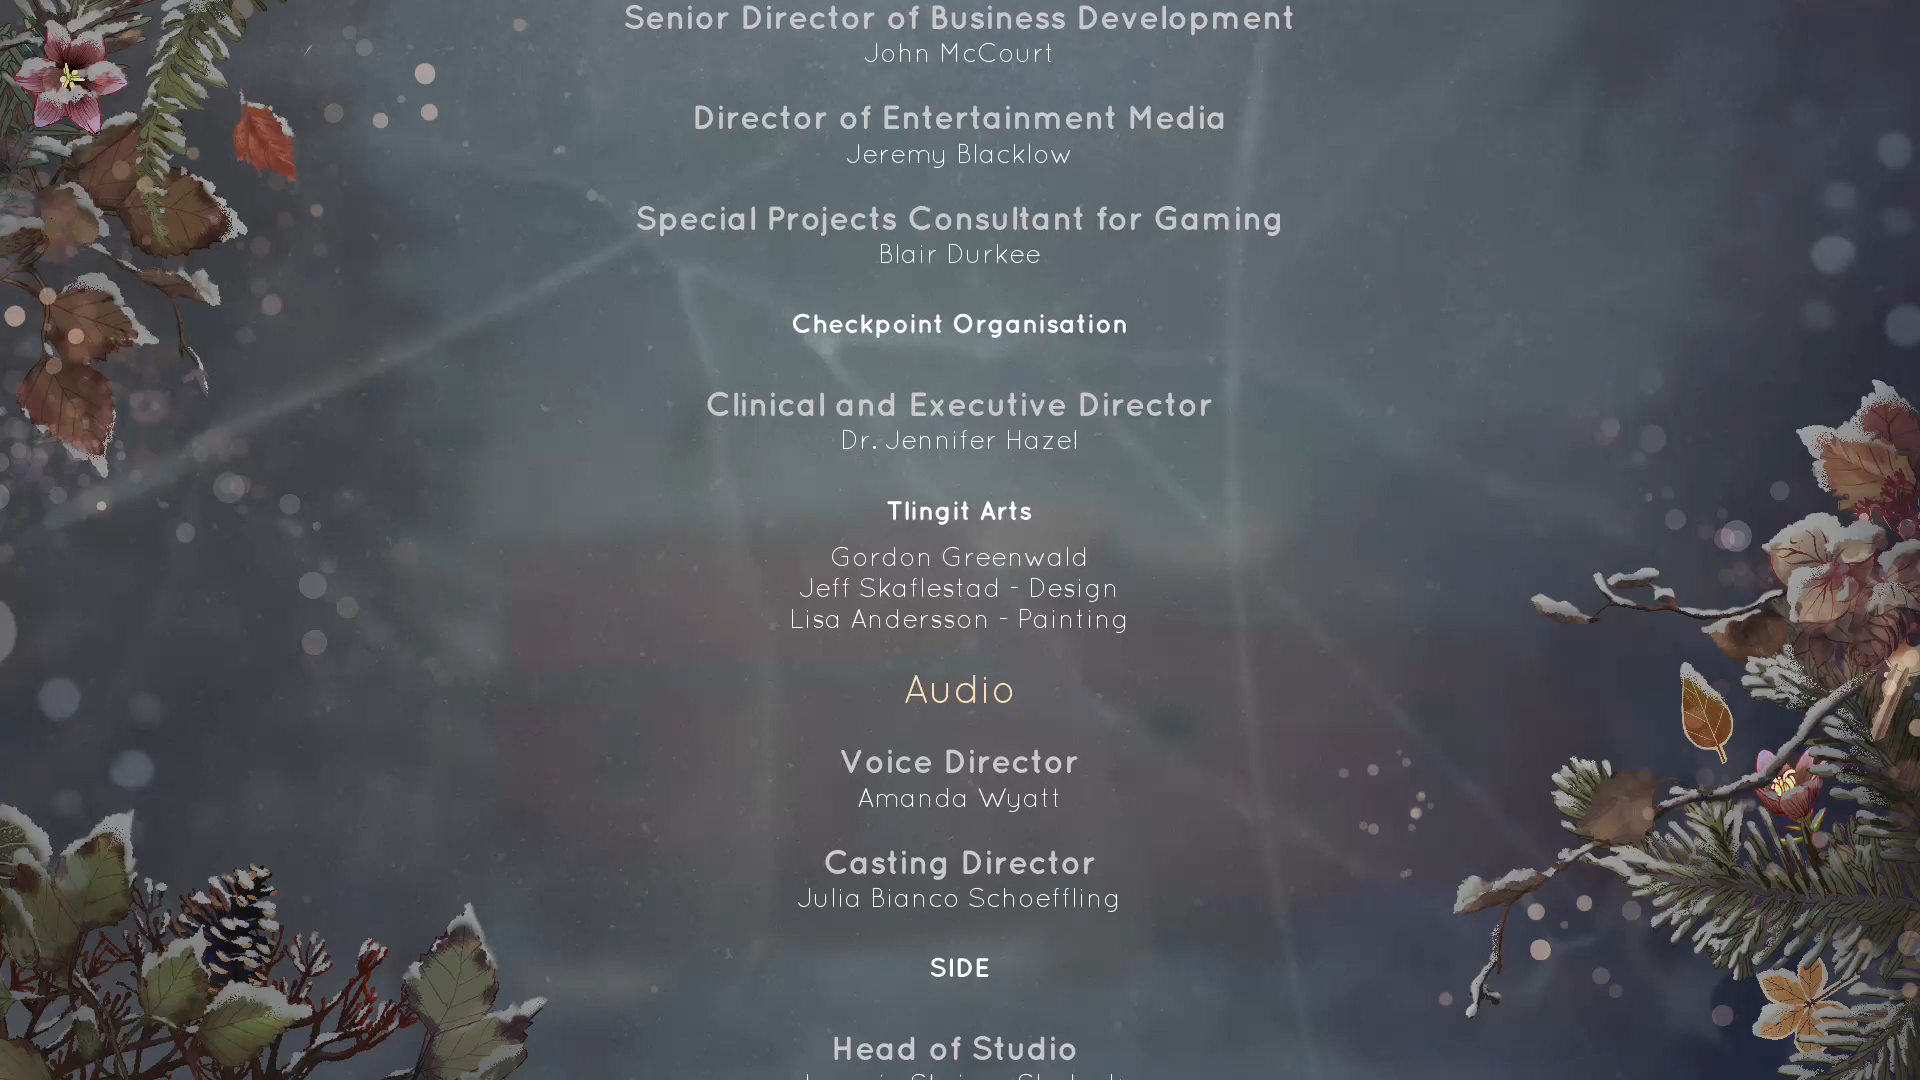 Senior Director of Business Development
John McCourt
Director of Entertainment Media
Jeremy Blacklow
Special Projects Consultant for Gaming
Blair Durkee
Checkpoint Organisation
Clinical and Executive Director
Dr. Jennifer Hazel
Tlingit Arts
Gordon Greenwald
Jeff Skaflestad - Design
Lisa Andersson - Painting
Audio
Voice Director
Amanda Wyatt
Casting Director
Julia Bianco Schoeffling
SIDE
Head of Studio